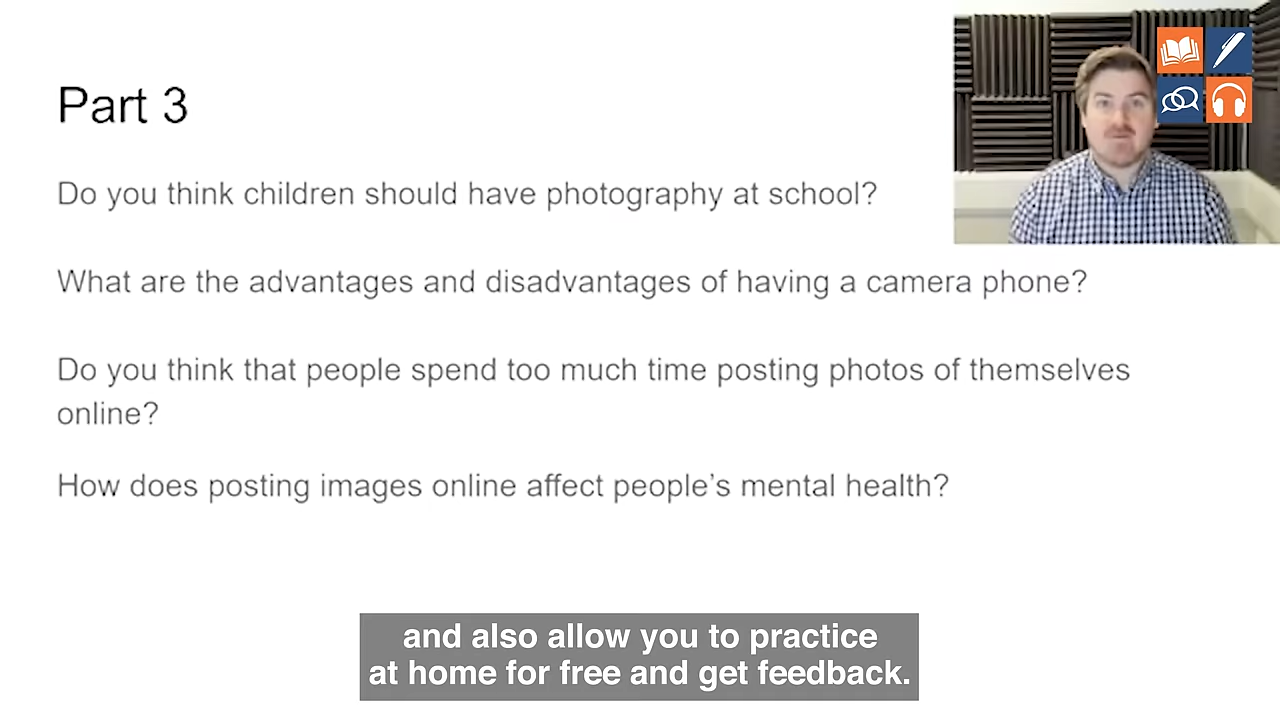 Part 3
Do you think children should have photography at school?
What are the advantages and disadvantages of having a camera phone?
Do you think that people spend too much time posting photos of themselves
online?
How does posting images online affect people’s mental health?
and also allow you to practice
at home for free and get feedback.